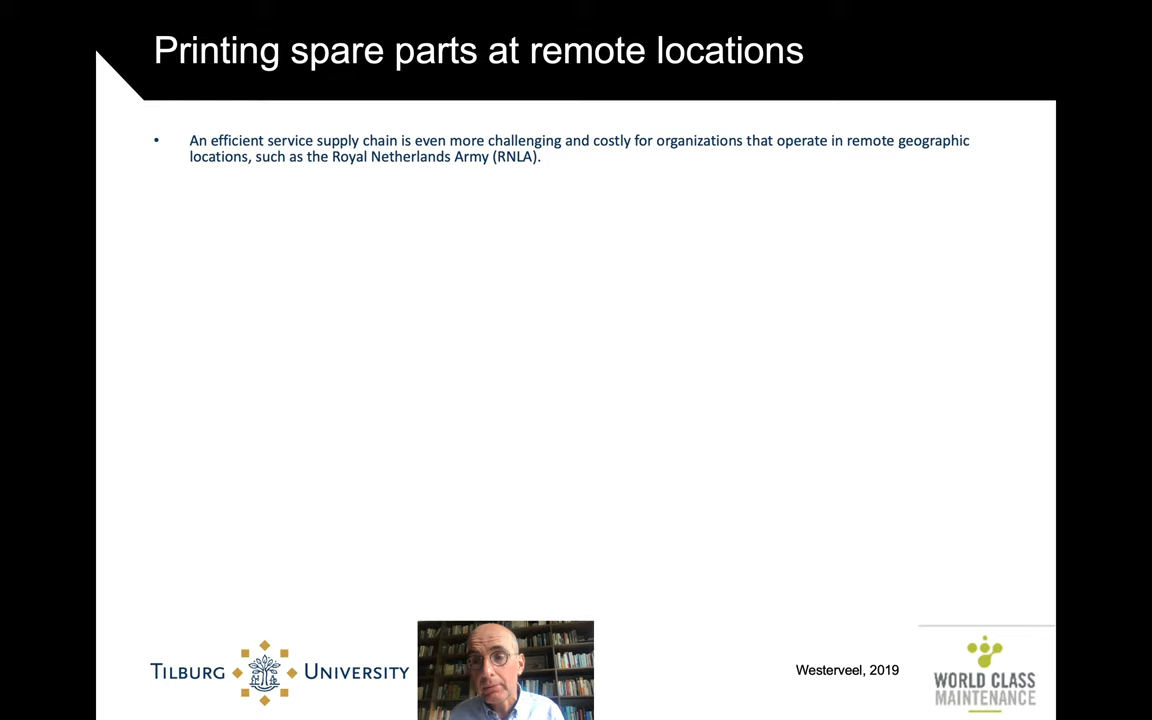 Printing spare parts at remote locations
• An efficient service supply chain is even more challenging and costly for organizations that operate in remote geographic
locations, such as the Royal Netherlands Army (RNLA).
TILBURG UNIVERSITY
Westerveel, 2019
WORLD CLASS
MAINTENANCE